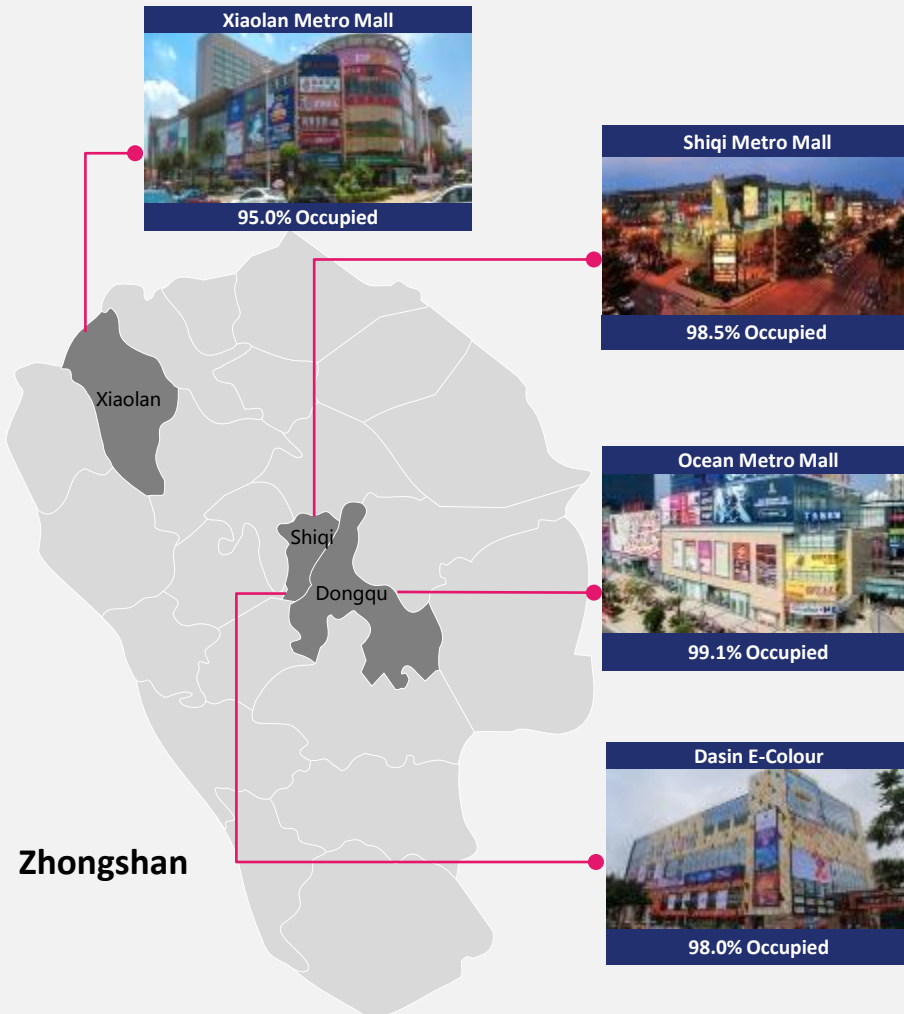 Xiaolan Metro Mall
95.0% Occupied
Shiqi Metro Mall
98.5% Occupied
Xiaolan
Ocean Metro Mall
99.1% Occupied
Shiqi
Dongqu
Dasin E-Colour
98.0% Occupied
Zhongshan